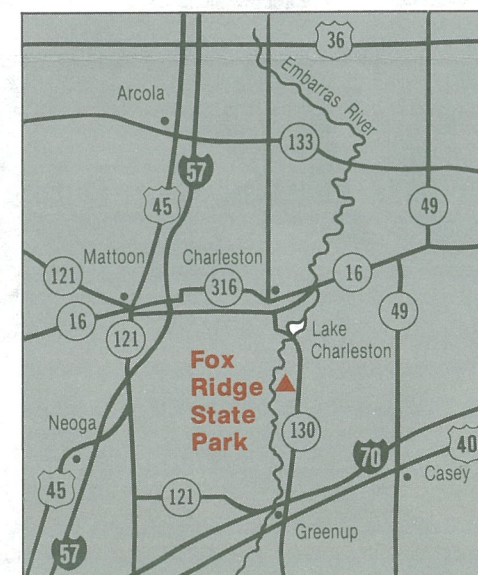 36
Embarras River
Arcola
133
57
45
49
Mattoon
Charleston
121
316
16
16
49
121
Lake
Charleston
Fox
Ridge
State
Park
Neoga
130
70
40
Casey
45
121
Greenup
57